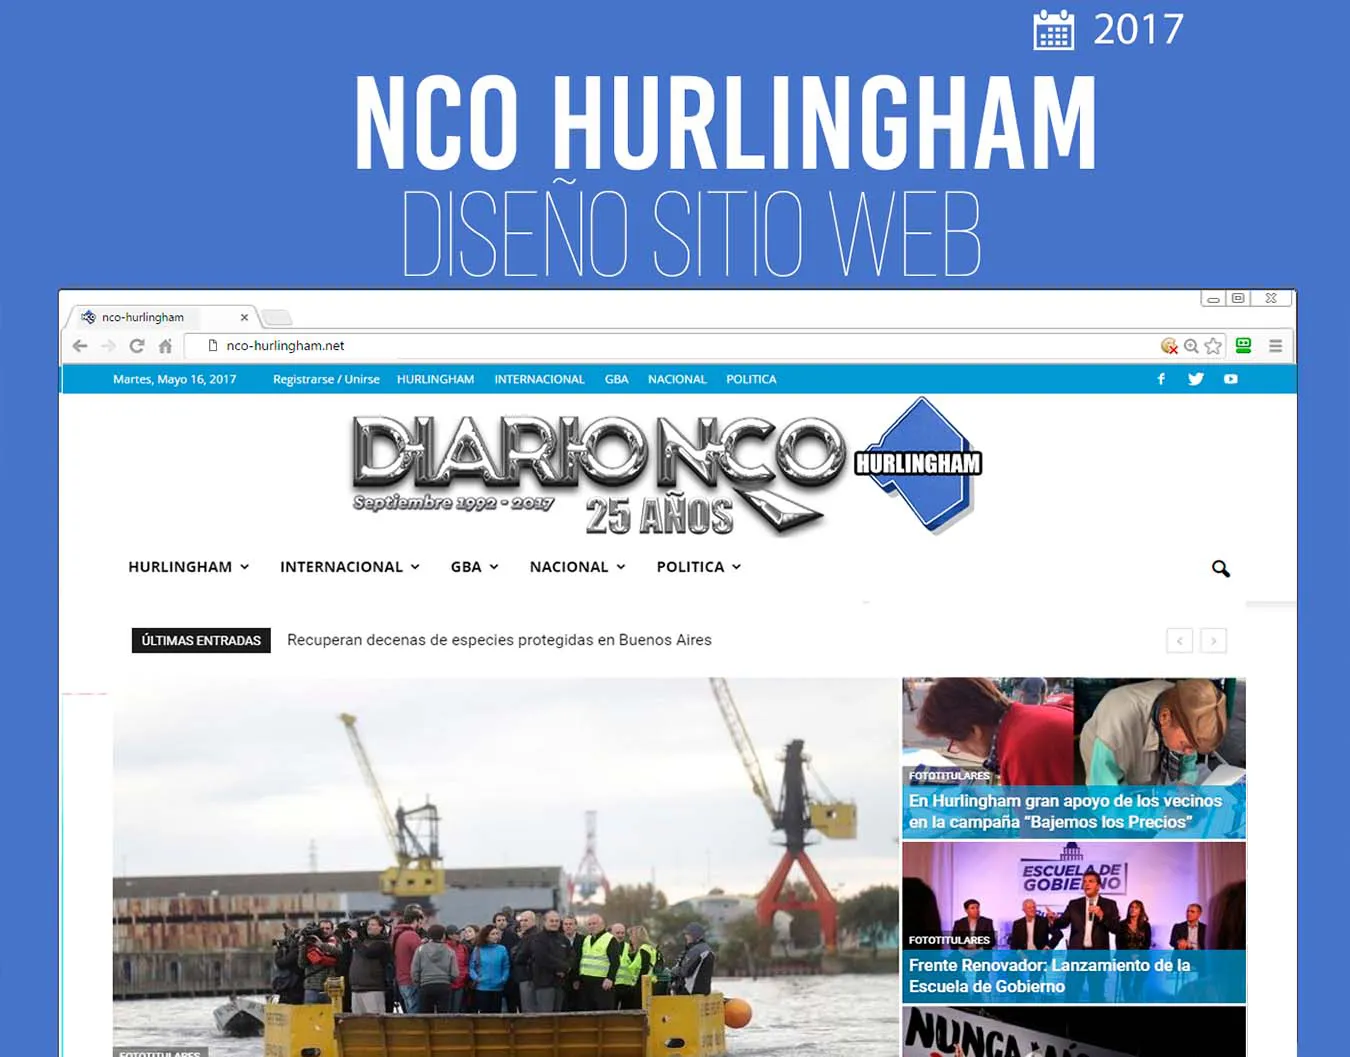 2017
NCO HURLINGHAM
DISEÑO SITIO WEB
nco-hurlingham
nco-hurlingham.net
Martes, Mayo 16, 2017 Registrarse / Unirse HURLINGHAM INTERNACIONAL GBA NACIONAL POLITICA
DIARIO NCO
HURLINGHAM
Septiembre 1992 - 2017
25 AÑOS
HURLINGHAM INTERNACIONAL GBA NACIONAL POLITICA
ÚLTIMAS ENTRADAS Recuperan decenas de especies protegidas en Buenos Aires
FOTOTITULARES
En Hurlingham gran apoyo de los vecinos
en la campaña “Bajemos los Precios”
ESCUELA DE
GOBIERNO
FOTOTITULARES
Frente Renovador: Lanzamiento de la
Escuela de Gobierno
NUNCA MÁS
FOTOTITULARES